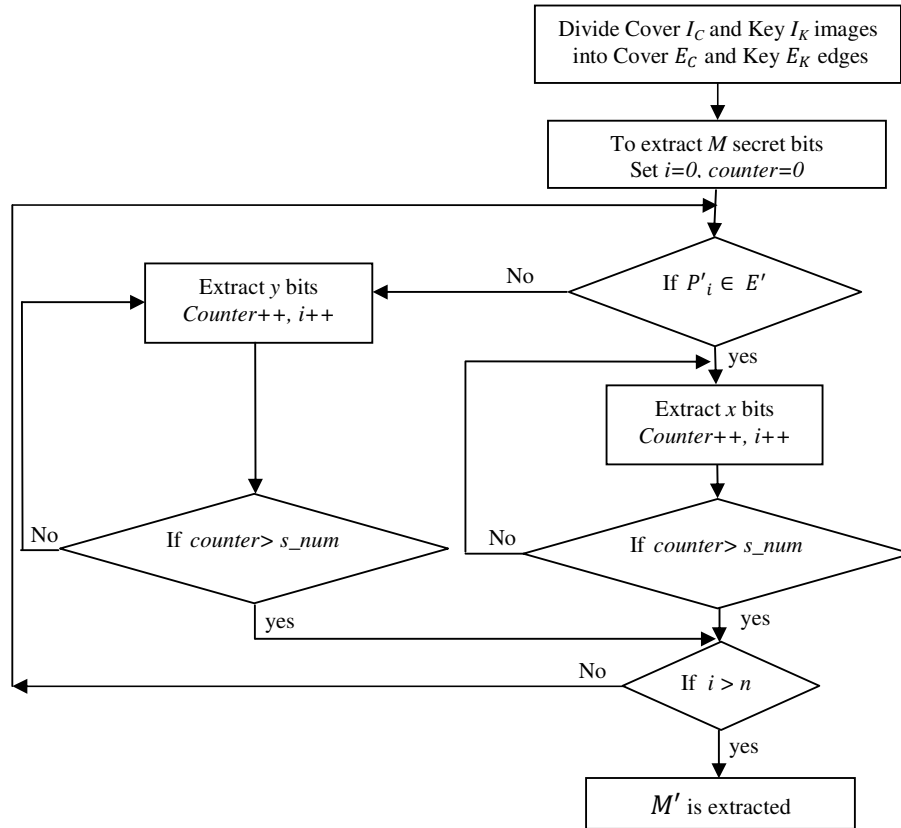 Divide Cover I_C and Key I_K images
into Cover E_C and Key E_K edges
To extract M secret bits
Set i=0, counter=0
If P'_i ∈ E'
No
yes
Extract y bits
Counter++, i++
Extract x bits
Counter++, i++
If counter> s_num
No
yes
If counter> s_num
No
yes
If i > n
No
yes
M' is extracted